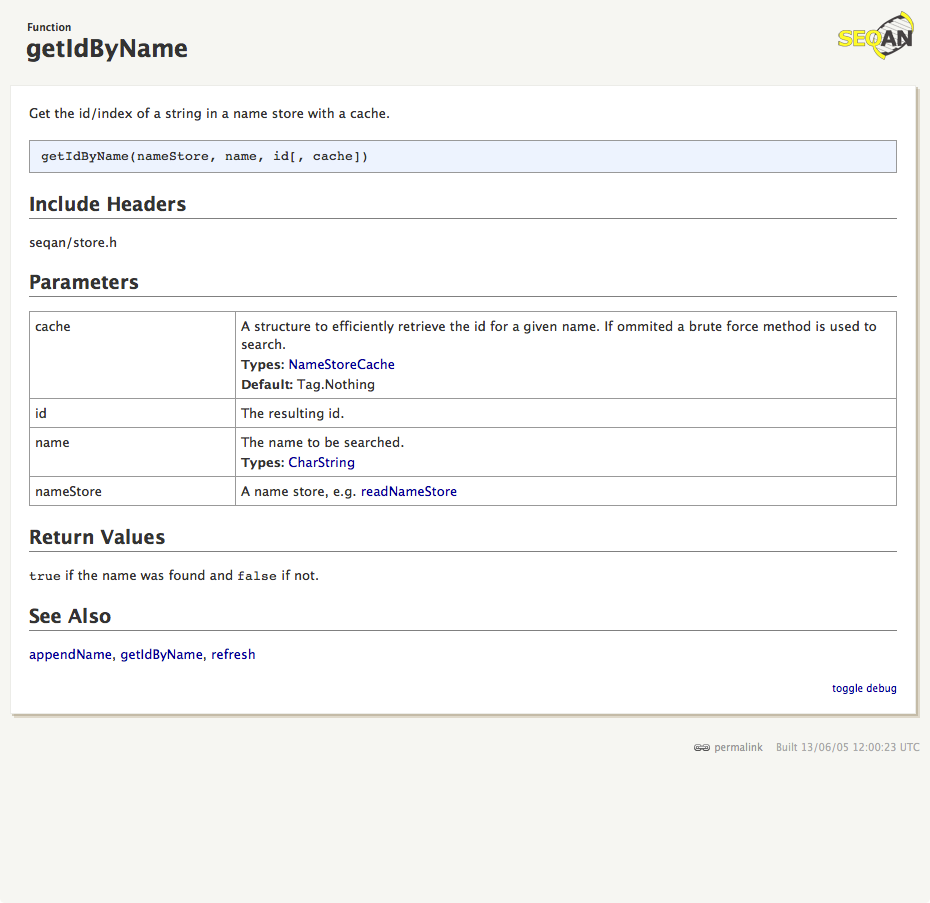 Function
getIdByName
SEQAN
Get the id/index of a string in a name store with a cache.
getIdByName(nameStore, name, id[, cache])
Include Headers
seqan/store.h
Parameters
cache
A structure to efficiently retrieve the id for a given name. If ommited a brute force method is used to
search.
Types: NameStoreCache
Default: Tag.Nothing
id
The resulting id.
name
The name to be searched.
Types: CharString
nameStore
A name store, e.g. readNameStore
Return Values
true if the name was found and false if not.
See Also
appendName, getIdByName, refresh
toggle debug
permalink Built 13/06/05 12:00:23 UTC